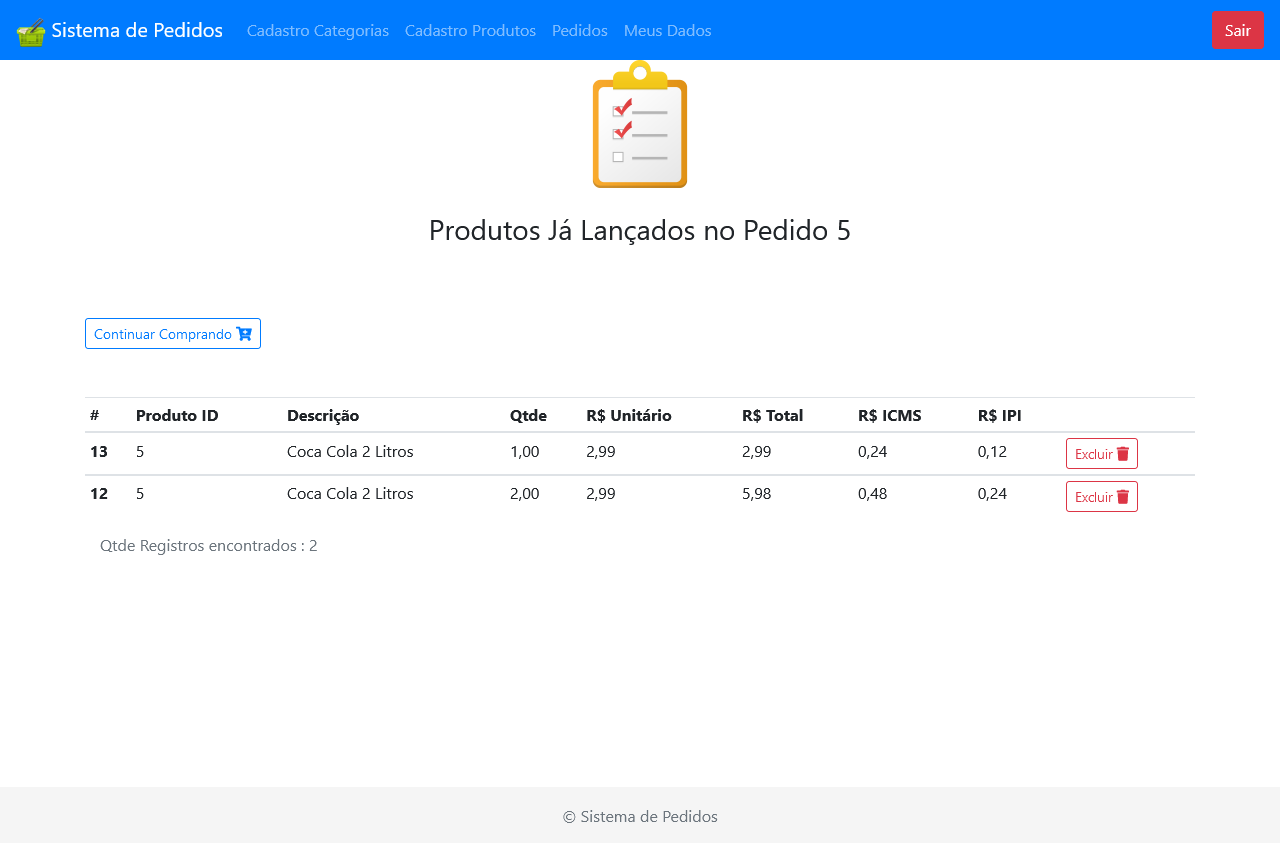 Sistema de Pedidos Cadastro Categorias Cadastro Produtos Pedidos Meus Dados Sair
Produtos Já Lançados no Pedido 5
Continuar Comprando
# Produto ID Descrição Qtde R$ Unitário R$ Total R$ ICMS R$ IPI
13 5 Coca Cola 2 Litros 1,00 2,99 2,99 0,24 0,12 Excluir
12 5 Coca Cola 2 Litros 2,00 2,99 5,98 0,48 0,24 Excluir
Qtde Registros encontrados : 2
© Sistema de Pedidos